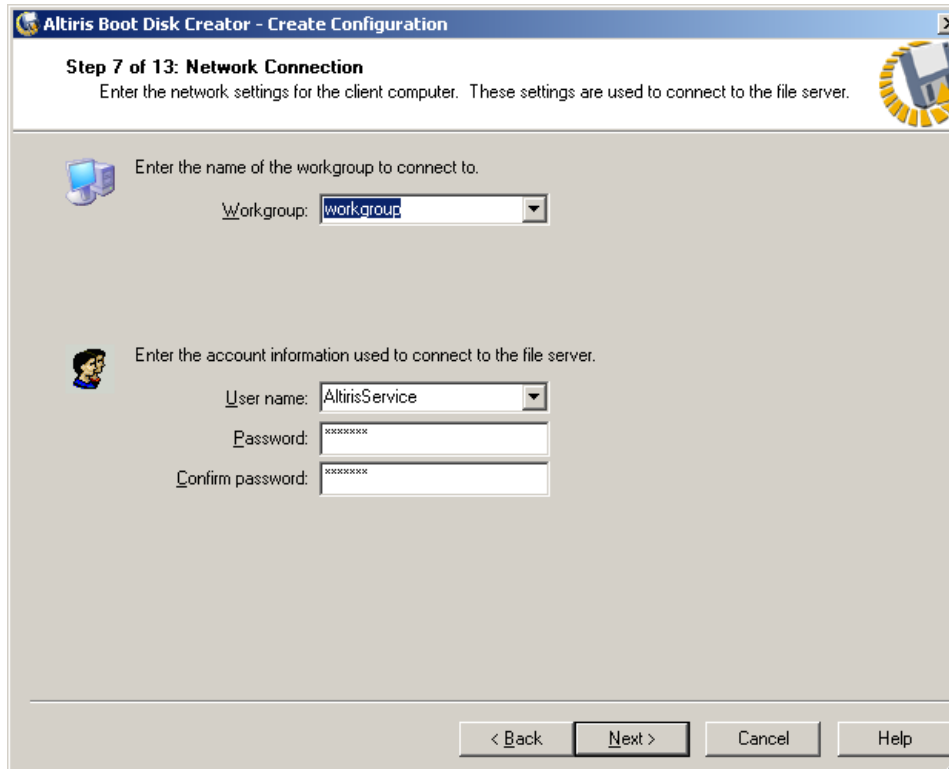 Altiris Boot Disk Creator - Create Configuration
Step 7 of 13: Network Connection
Enter the network settings for the client computer.  These settings are used to connect to the file server.
Enter the name of the workgroup to connect to.
Workgroup: workgroup
Enter the account information used to connect to the file server.
User name: AltirisService
Password: *******
Confirm password: *******
< Back Next > Cancel Help